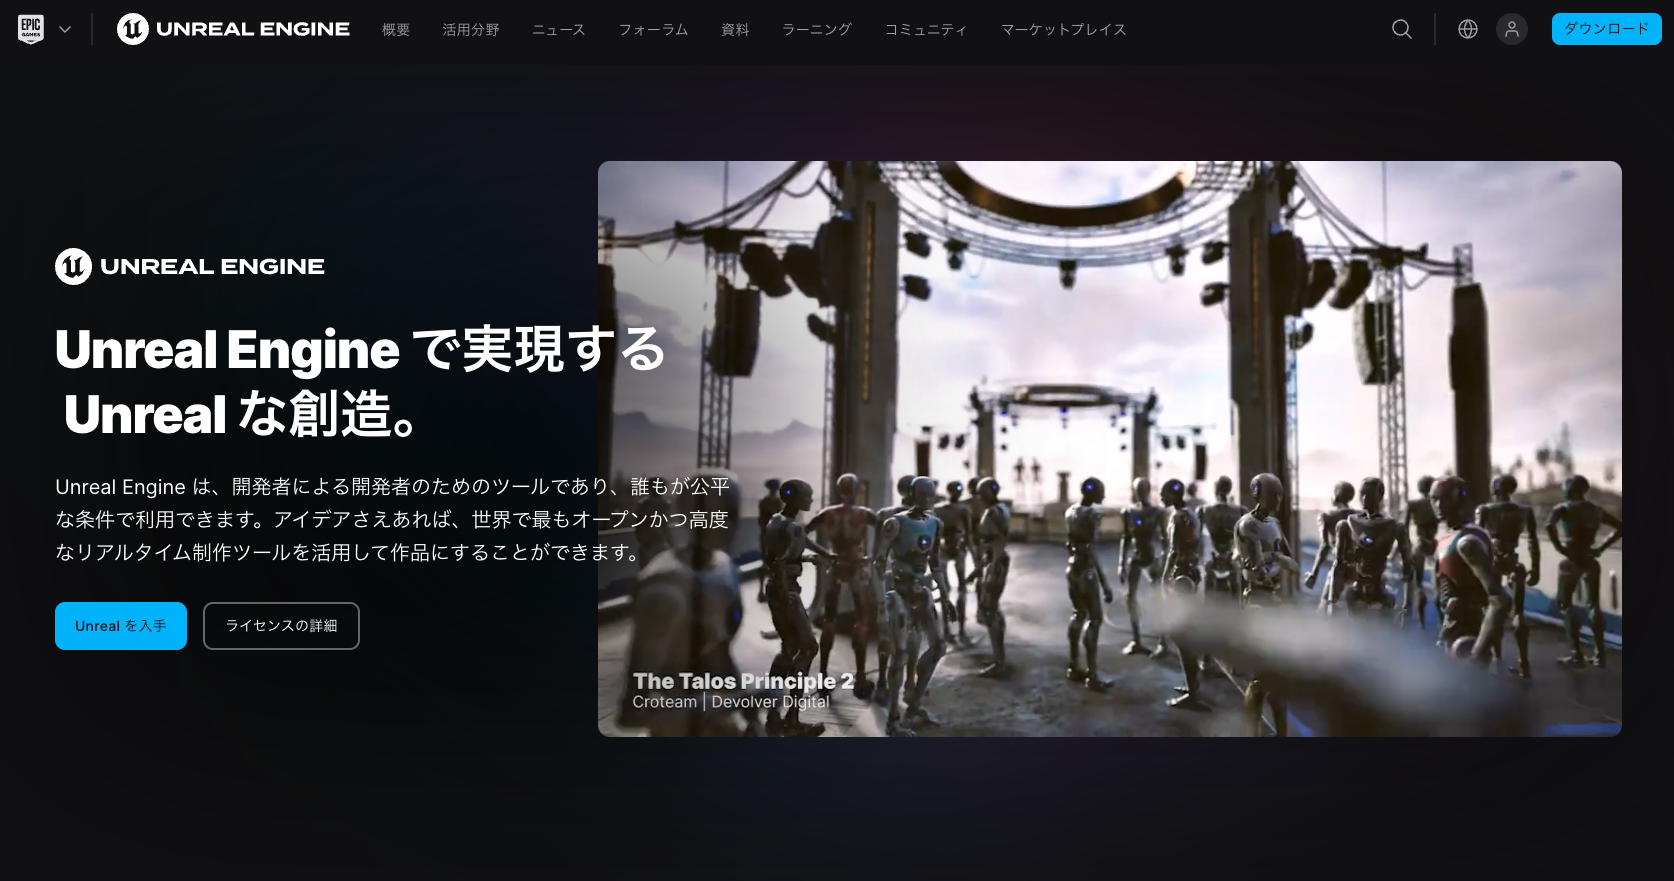 EPIC GAMES
UNREAL ENGINE
概要
活用分野
ニュース
フォーラム
資料
ラーニング
コミュニティ
マーケットプレイス
ダウンロード
UNREAL ENGINE
Unreal Engine で実現する
Unreal な創造。
Unreal Engine は、開発者による開発者のためのツールであり、誰もが公平
な条件で利用できます。アイデアさえあれば、世界で最もオープンかつ高度
なリアルタイム制作ツールを活用して作品にすることができます。
Unreal を入手
ライセンスの詳細
The Talos Principle 2
Croteam | Devolver Digital